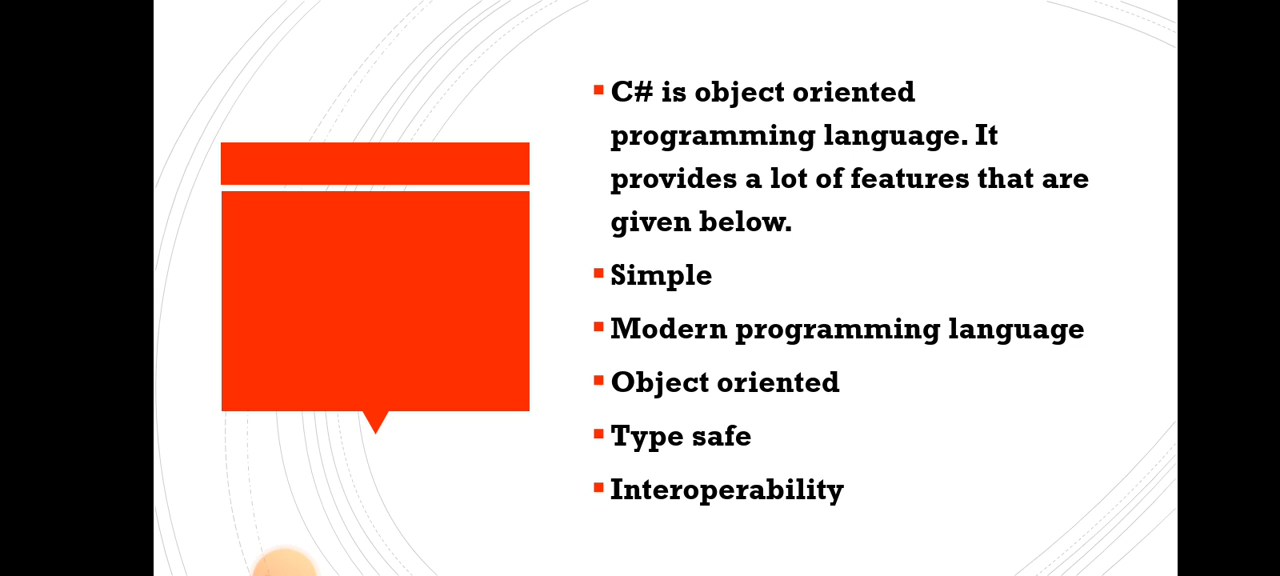 C# is object oriented
programming language. It
provides a lot of features that are
given below.
Simple
Modern programming language
Object oriented
Type safe
Interoperability